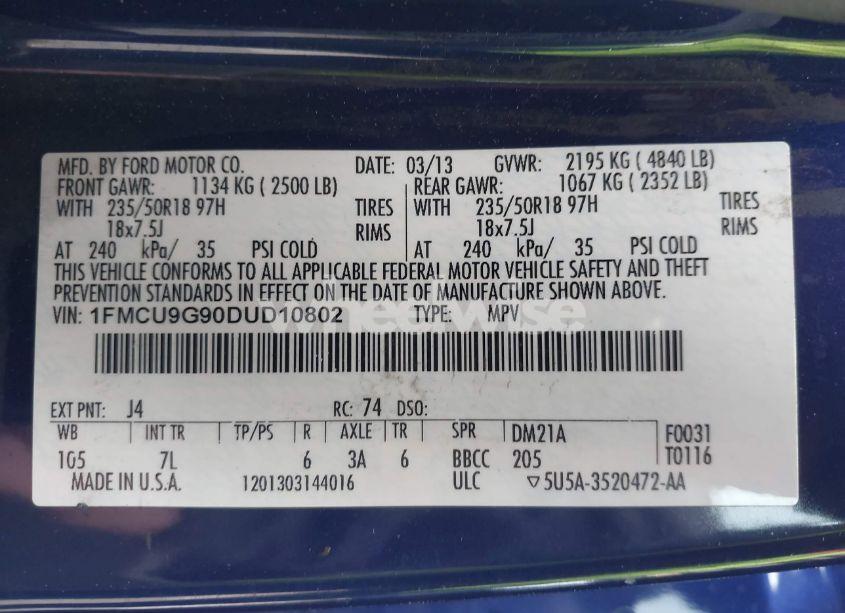 MFD. BY FORD MOTOR CO. DATE: 03/13 GVWR: 2195 KG ( 4840 LB)
FRONT GAWR: 1134 KG ( 2500 LB) REAR GAWR: 1067 KG ( 2352 LB)
WITH 235/50R18 97H TIRES WITH 235/50R18 97H TIRES
18x7.5J RIMS 18x7.5J RIMS
AT 240 kPa/ 35 PSI COLD AT 240 kPa/ 35 PSI COLD
THIS VEHICLE CONFORMS TO ALL APPLICABLE FEDERAL MOTOR VEHICLE SAFETY AND THEFT
PREVENTION STANDARDS IN EFFECT ON THE DATE OF MANUFACTURE SHOWN ABOVE.
VIN: 1FMCU9G90DUD10802 TYPE: MPV
wheelwise
EXT PNT: J4 RC: 74 DSO:
WB INT TR TP/PS R AXLE TR SPR DM21A F0031
105 7L 6 3A 6 BBCC 205 T0116
MADE IN U.S.A. 1201303144016 ULC ▽5U5A-3520472-AA